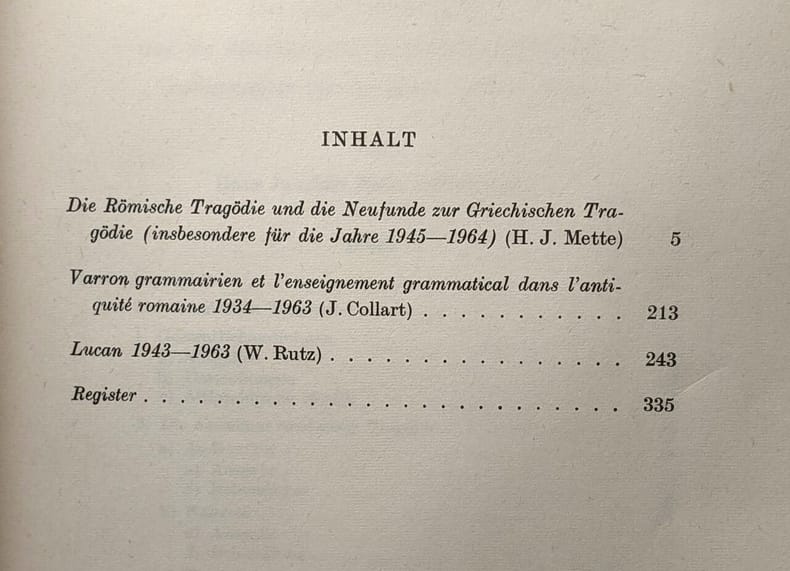 INHALT
Die Römische Tragödie und die Neufunde zur Griechischen Tra-
gödie (insbesondere für die Jahre 1945—1964) (H. J. Mette) 5
Varron grammairien et l'enseignement grammatical dans l'anti-
quité romaine 1934—1963 (J. Collart) . . . . . . . . . . . 213
Lucan 1943—1963 (W. Rutz) . . . . . . . . . . . . . . . . 243
Register . . . . . . . . . . . . . . . . . . . . . . . . . . 335